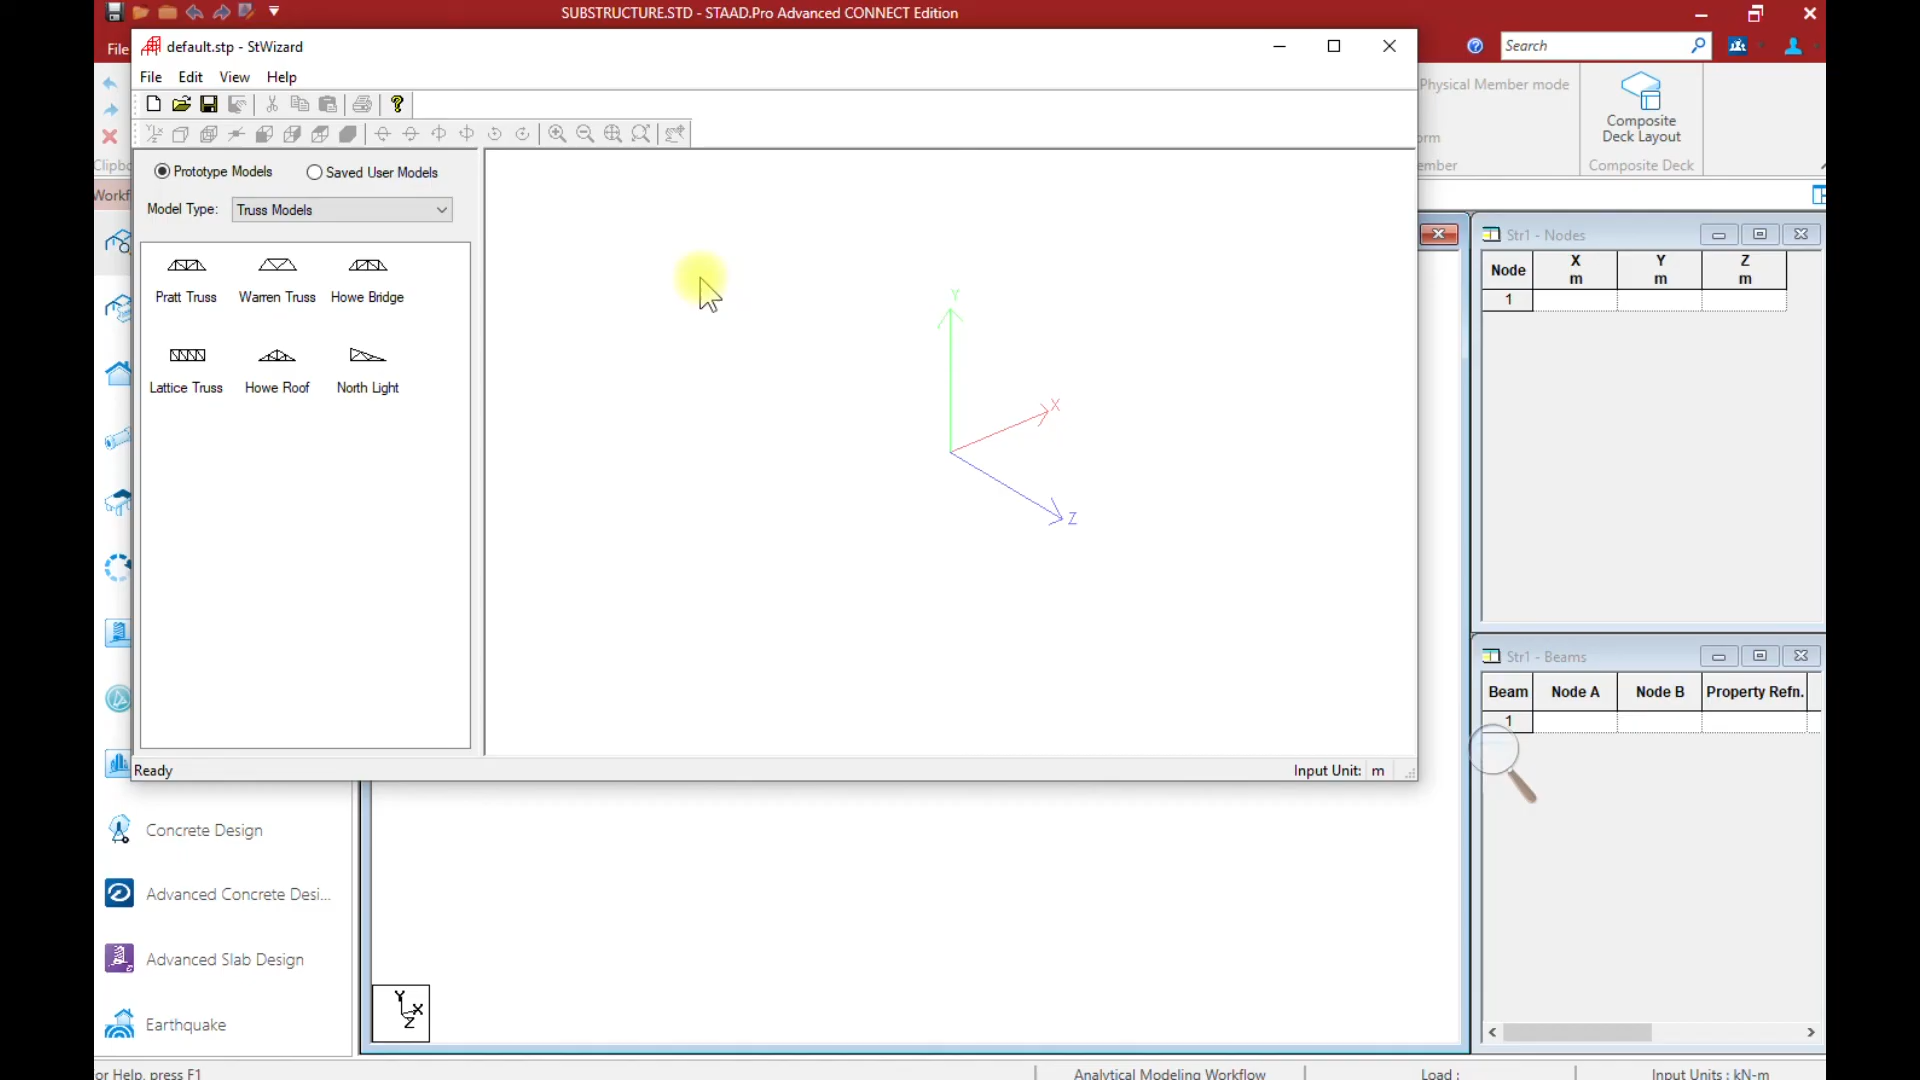 SUBSTRUCTURE.STD - STAAD.Pro Advanced CONNECT Edition
File
Search
default.stp - StWizard
File Edit View Help
Physical Member mode
Composite
Deck Layout
Composite Deck
Prototype Models
Saved User Models
Model Type:
Truss Models
Pratt Truss
Warren Truss
Howe Bridge
Lattice Truss
Howe Roof
North Light
Y
X
Z
Ready
Input Unit: m
Str1 - Nodes
Node X Y Z
m m m
1
Str1 - Beams
Beam Node A Node B Property Refn.
1
Concrete Design
Advanced Concrete Desi...
Advanced Slab Design
Earthquake
Y
X
Z
or Help, press F1
Analytical Modeling Workflow
Load :
Input Units : kN-m